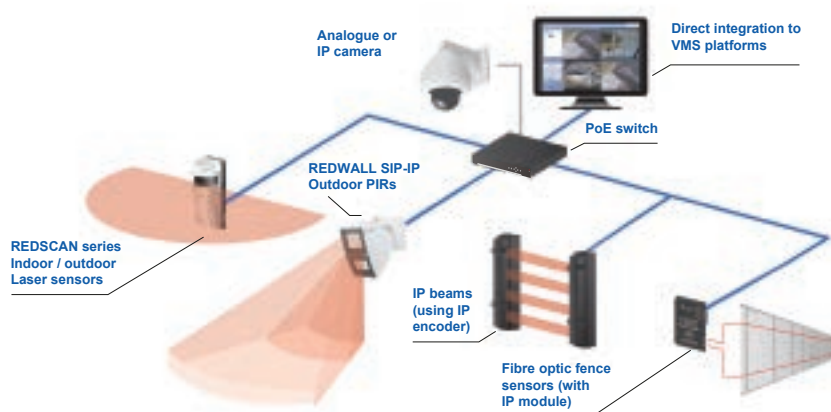 Analogue or
IP camera
Direct integration to
VMS platforms
PoE switch
REDWALL SIP-IP
Outdoor PIRs
REDSCAN series
Indoor / outdoor
Laser sensors
IP beams
(using IP
encoder)
Fibre optic fence
sensors (with
IP module)